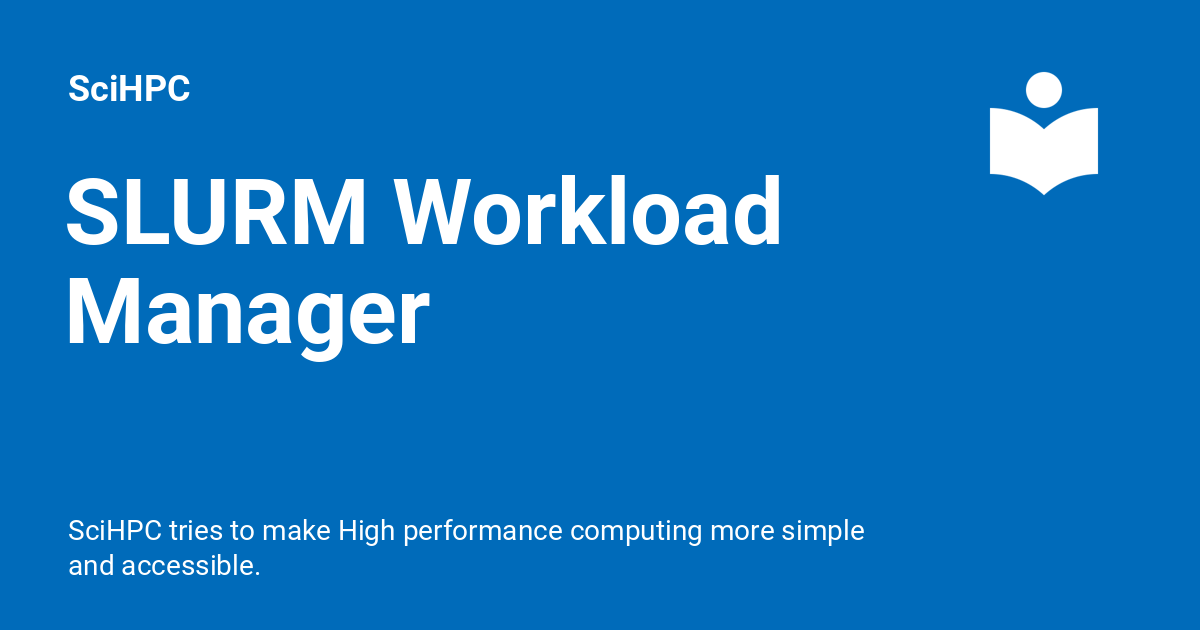 SciHPC
SLURM Workload
Manager
SciHPC tries to make High performance computing more simple
and accessible.